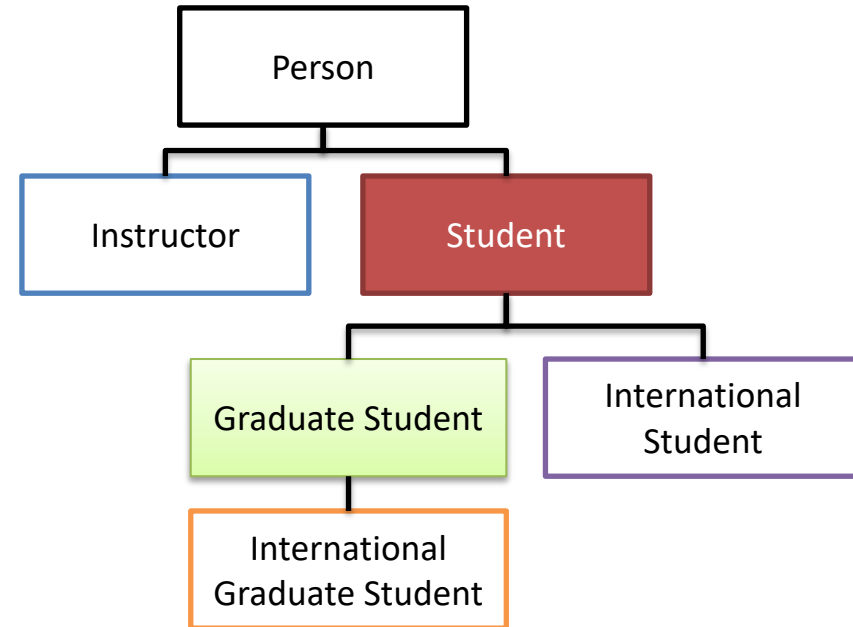 Person
Instructor
Student
Graduate Student
International
Student
International
Graduate Student